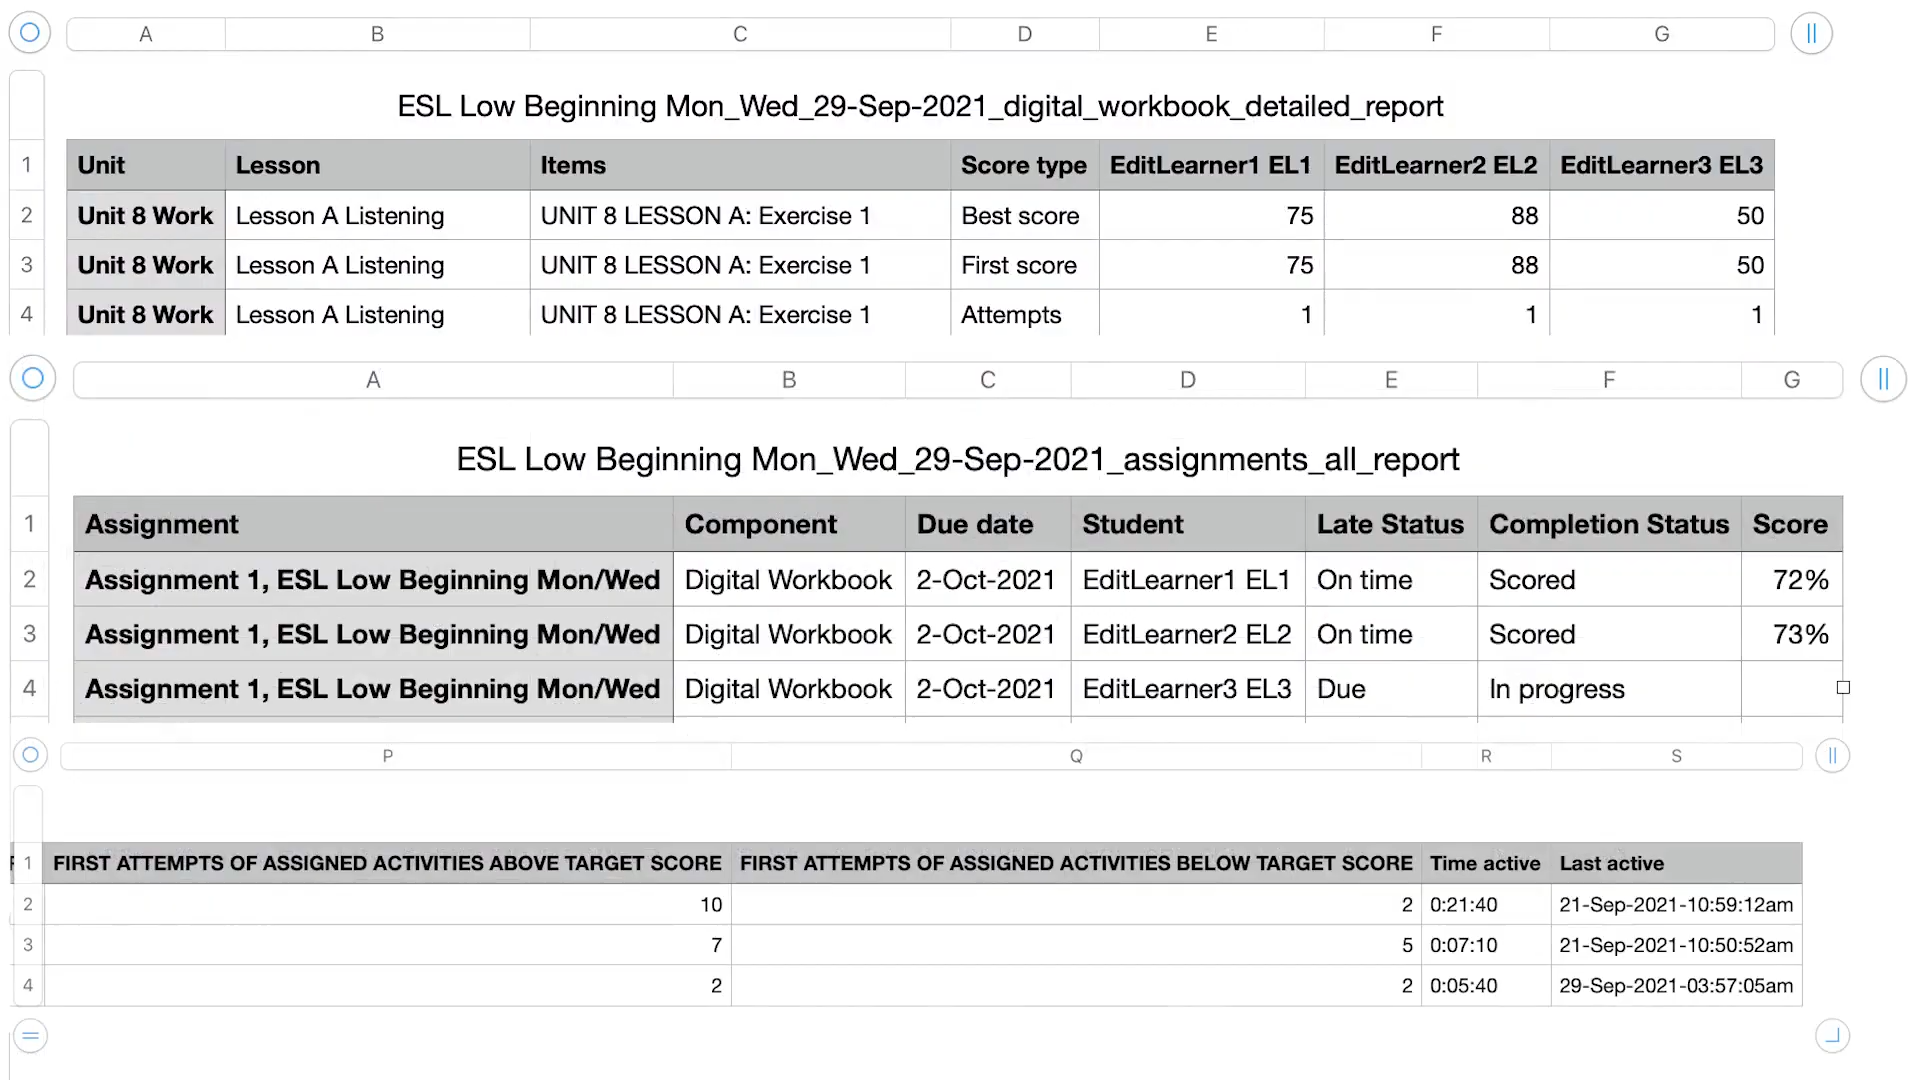 A B C D E F G
ESL Low Beginning Mon_Wed_29-Sep-2021_digital_workbook_detailed_report
1 Unit Lesson Items Score type EditLearner1 EL1 EditLearner2 EL2 EditLearner3 EL3
2 Unit 8 Work Lesson A Listening UNIT 8 LESSON A: Exercise 1 Best score 75 88 50
3 Unit 8 Work Lesson A Listening UNIT 8 LESSON A: Exercise 1 First score 75 88 50
4 Unit 8 Work Lesson A Listening UNIT 8 LESSON A: Exercise 1 Attempts 1 1 1
A B C D E F G
ESL Low Beginning Mon_Wed_29-Sep-2021_assignments_all_report
1 Assignment Component Due date Student Late Status Completion Status Score
2 Assignment 1, ESL Low Beginning Mon/Wed Digital Workbook 2-Oct-2021 EditLearner1 EL1 On time Scored 72%
3 Assignment 1, ESL Low Beginning Mon/Wed Digital Workbook 2-Oct-2021 EditLearner2 EL2 On time Scored 73%
4 Assignment 1, ESL Low Beginning Mon/Wed Digital Workbook 2-Oct-2021 EditLearner3 EL3 Due In progress
P Q R S
1 FIRST ATTEMPTS OF ASSIGNED ACTIVITIES ABOVE TARGET SCORE FIRST ATTEMPTS OF ASSIGNED ACTIVITIES BELOW TARGET SCORE Time active Last active
2 10 2 0:21:40 21-Sep-2021-10:59:12am
3 7 5 0:07:10 21-Sep-2021-10:50:52am
4 2 2 0:05:40 29-Sep-2021-03:57:05am